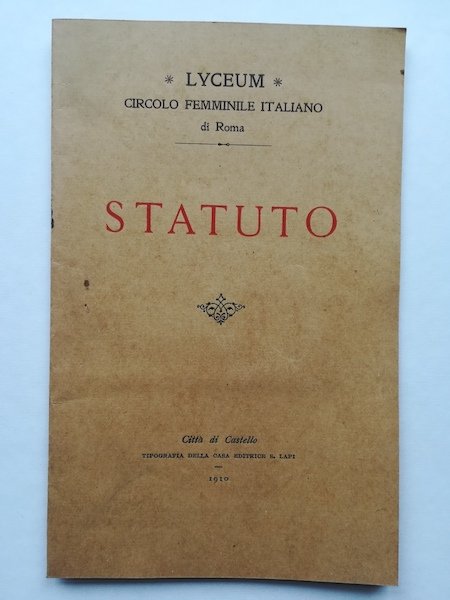 * LYCEUM *
CIRCOLO FEMMINILE ITALIANO
di Roma
STATUTO
Città di Castello
TIPOGRAFIA DELLA CASA EDITRICE S. LAPI
1910